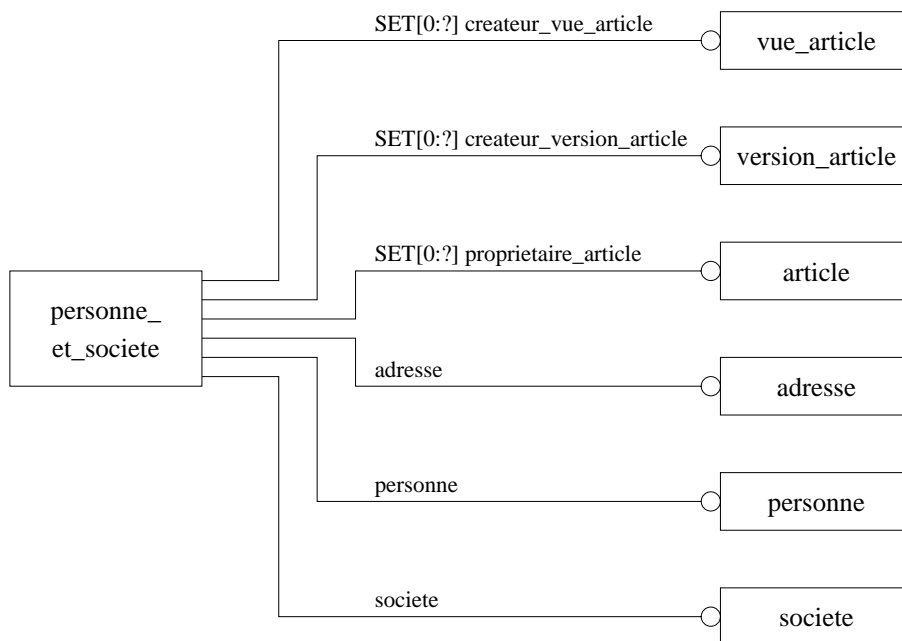 SET[0:?] createur_vue_article
vue_article
SET[0:?] createur_version_article
version_article
SET[0:?] proprietaire_article
article
personne_
et_societe
adresse
adresse
personne
personne
societe
societe